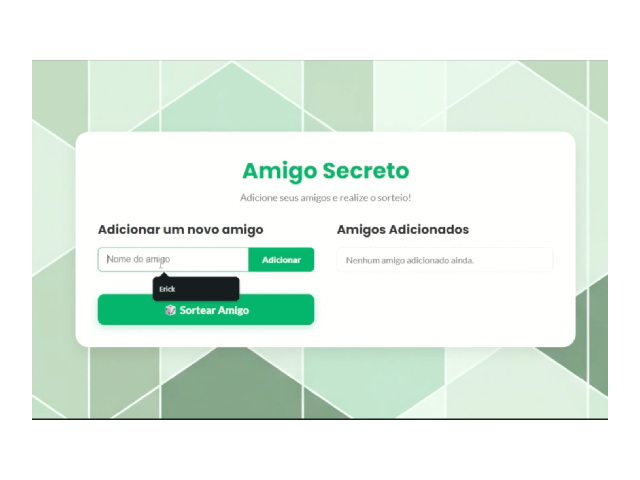 Amigo Secreto
Adicione seus amigos e realize o sorteio!
Adicionar um novo amigo
Nome do amigo
Adicionar
Erick
🎲 Sortear Amigo
Amigos Adicionados
Nenhum amigo adicionado ainda.